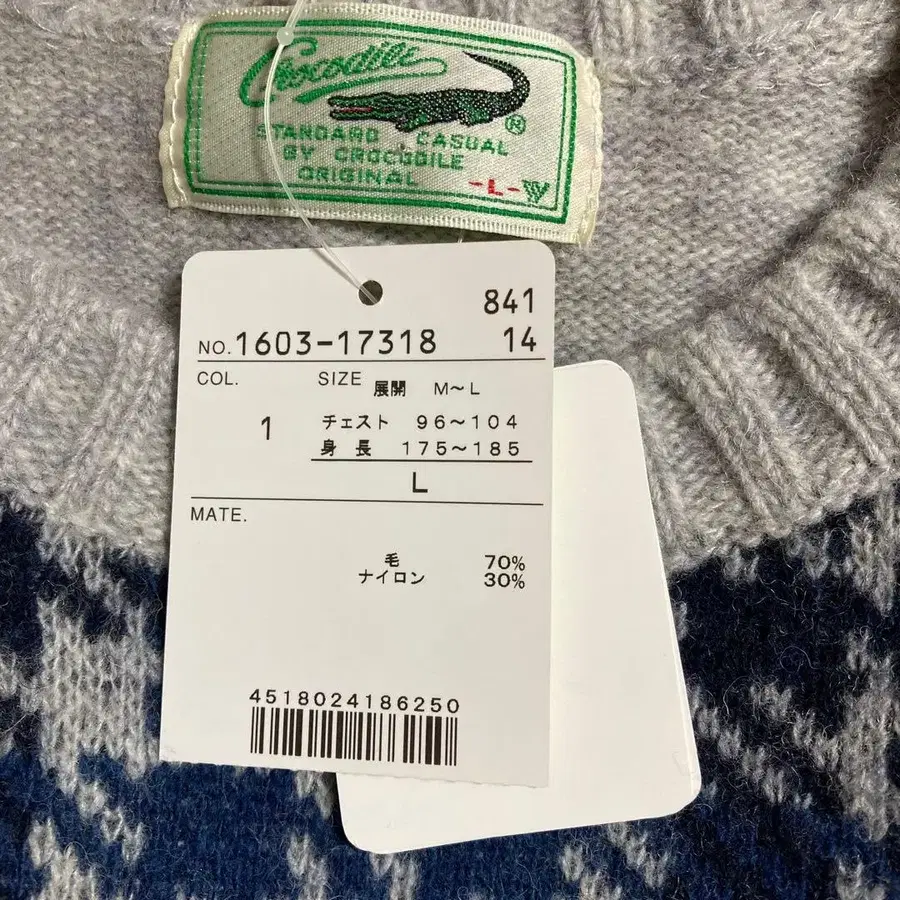 Crocodile
®
STANDARD CASUAL
BY CROCODILE
ORIGINAL -L-W
841
NO. 1603-17318 14
COL. SIZE 展開 M～L
1 チェスト 96～104
身長 175～185
L
MATE.
毛 70%
ナイロン 30%
4518024186250